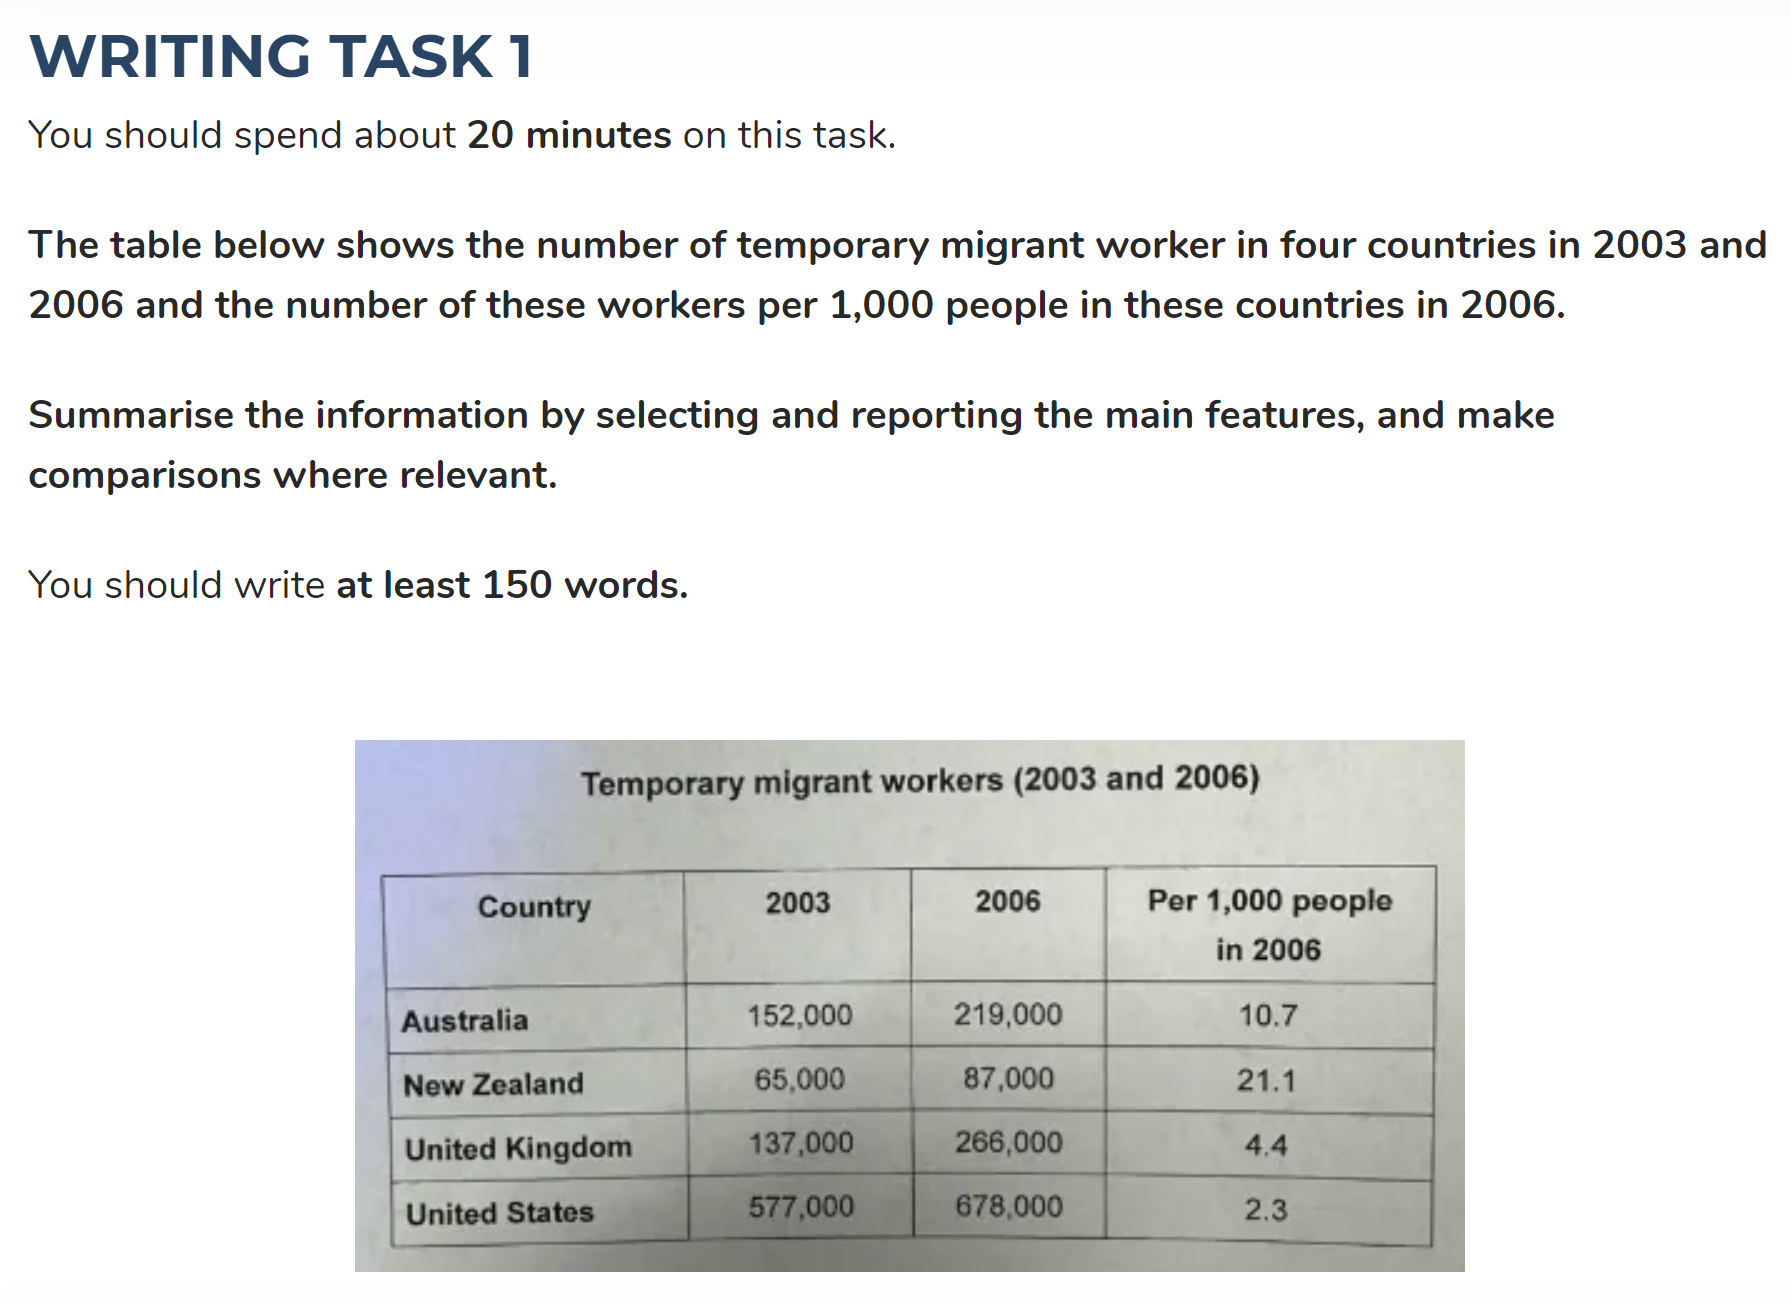 WRITING TASK 1
You should spend about 20 minutes on this task.
The table below shows the number of temporary migrant worker in four countries in 2003 and
2006 and the number of these workers per 1,000 people in these countries in 2006.
Summarise the information by selecting and reporting the main features, and make
comparisons where relevant.
You should write at least 150 words.
Temporary migrant workers (2003 and 2006)
Country 2003 2006 Per 1,000 people
in 2006
Australia 152,000 219,000 10.7
New Zealand 65,000 87,000 21.1
United Kingdom 137,000 266,000 4.4
United States 577,000 678,000 2.3